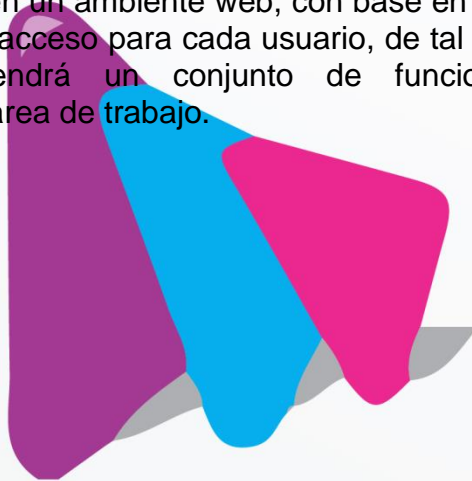 en un ambiente web, con base en
acceso para cada usuario, de tal
endrá un conjunto de funcio
área de trabajo.